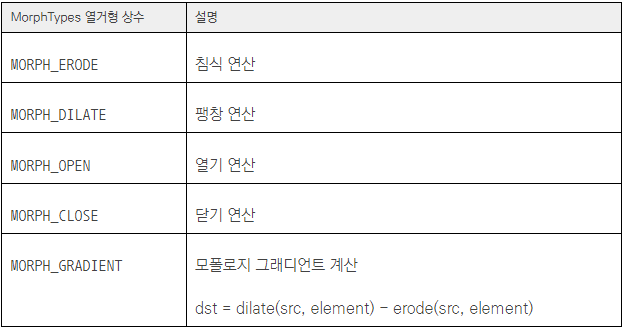 MorphTypes 열거형 상수 설명
MORPH_ERODE 침식 연산
MORPH_DILATE 팽창 연산
MORPH_OPEN 열기 연산
MORPH_CLOSE 닫기 연산
MORPH_GRADIENT 모폴로지 그래디언트 계산
dst = dilate(src, element) - erode(src, element)